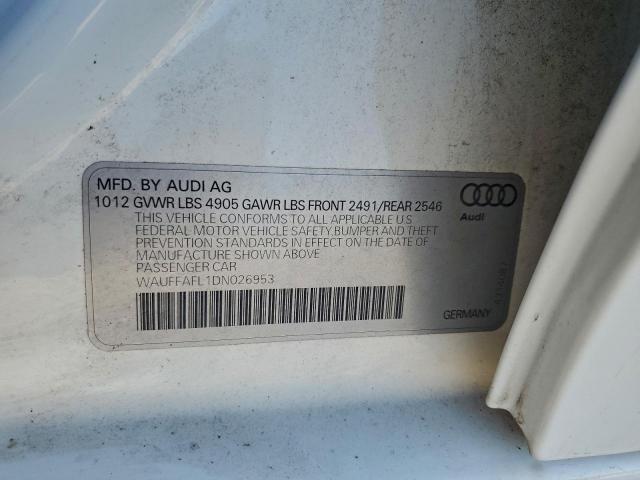 MFD. BY AUDI AG
1012 GVWR LBS 4905 GAWR LBS FRONT 2491/REAR 2546
THIS VEHICLE CONFORMS TO ALL APPLICABLE U S
FEDERAL MOTOR VEHICLE SAFETY,BUMPER AND THEFT
PREVENTION STANDARDS IN EFFECT ON THE DATE OF
MANUFACTURE SHOWN ABOVE.
PASSENGER CAR
WAUFFAFL1DN026953
Audi
GERMANY